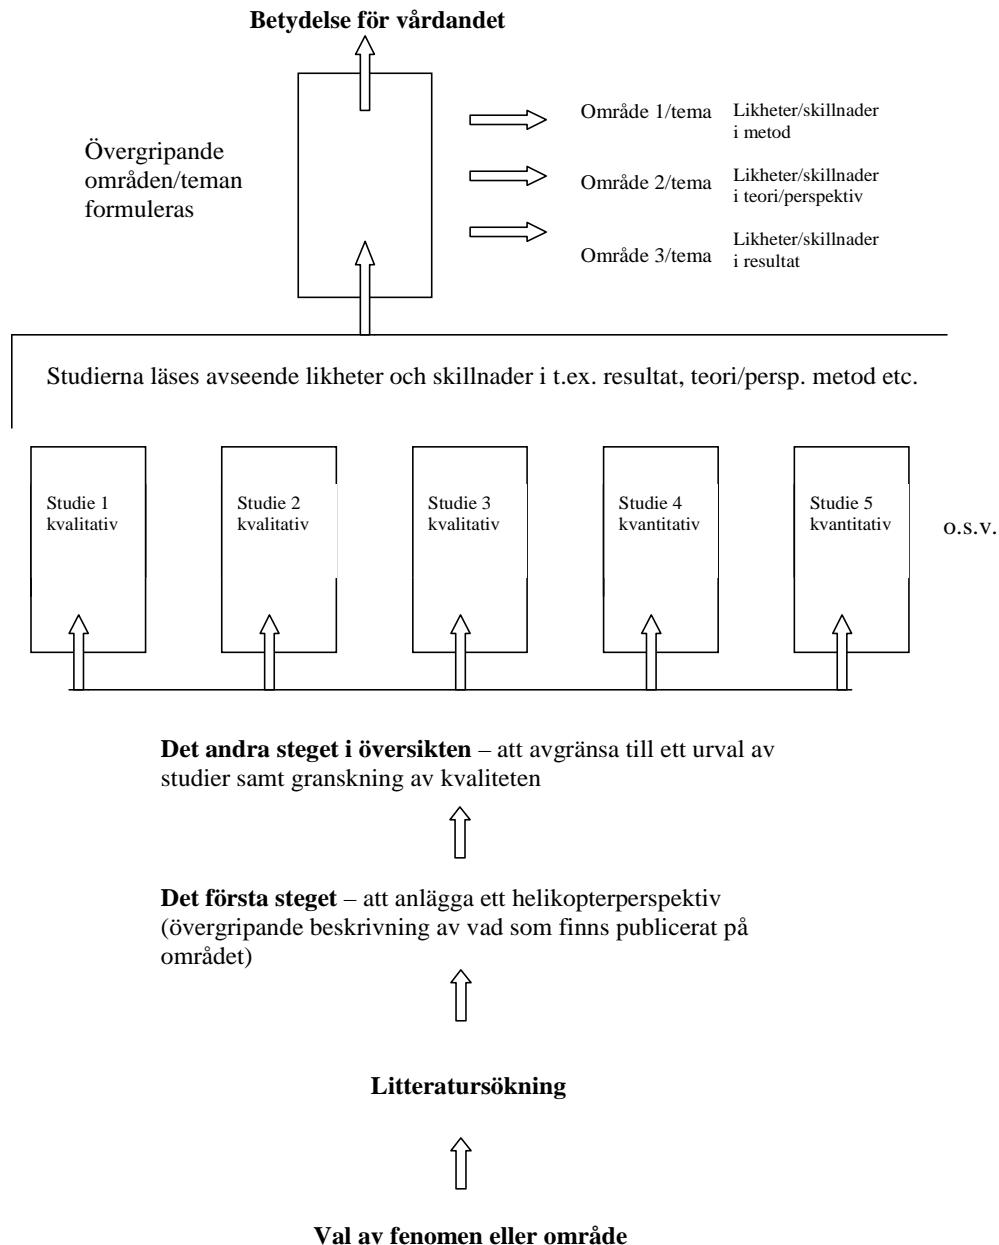 Betydelse för vårdandet
Övergripande
områden/teman
formuleras
Område 1/tema
Likheter/skillnader
i metod
Område 2/tema
Likheter/skillnader
i teori/perspektiv
Område 3/tema
Likheter/skillnader
i resultat
Studierna läses avseende likheter och skillnader i t.ex. resultat, teori/persp. metod etc.
Studie 1
kvalitativ
Studie 2
kvalitativ
Studie 3
kvalitativ
Studie 4
kvantitativ
Studie 5
kvantitativ
o.s.v.
Det andra steget i översikten – att avgränsa till ett urval av
studier samt granskning av kvaliteten
Det första steget – att anlägga ett helikopterperspektiv
(övergripande beskrivning av vad som finns publicerat på
området)
Litteratursökning
Val av fenomen eller område